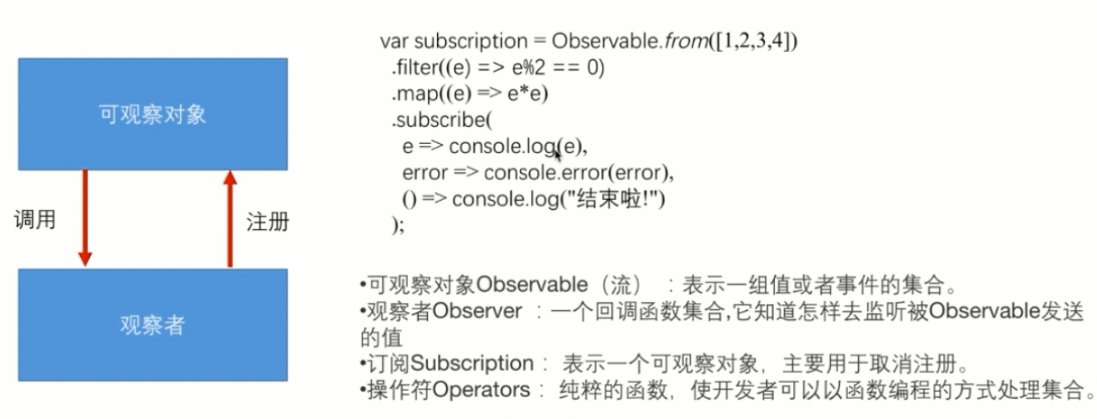 可观察对象
调用
注册
观察者
var subscription = Observable.from([1,2,3,4])
.filter((e) => e%2 == 0)
.map((e) => e*e)
.subscribe(
e => console.log(e),
error => console.error(error),
() => console.log("结束啦!")
);
•可观察对象Observable（流）：表示一组值或者事件的集合。
•观察者Observer ：一个回调函数集合,它知道怎样去监听被Observable发送
的值
•订阅Subscription： 表示一个可观察对象，主要用于取消注册。
•操作符Operators： 纯粹的函数，使开发者可以以函数编程的方式处理集合。